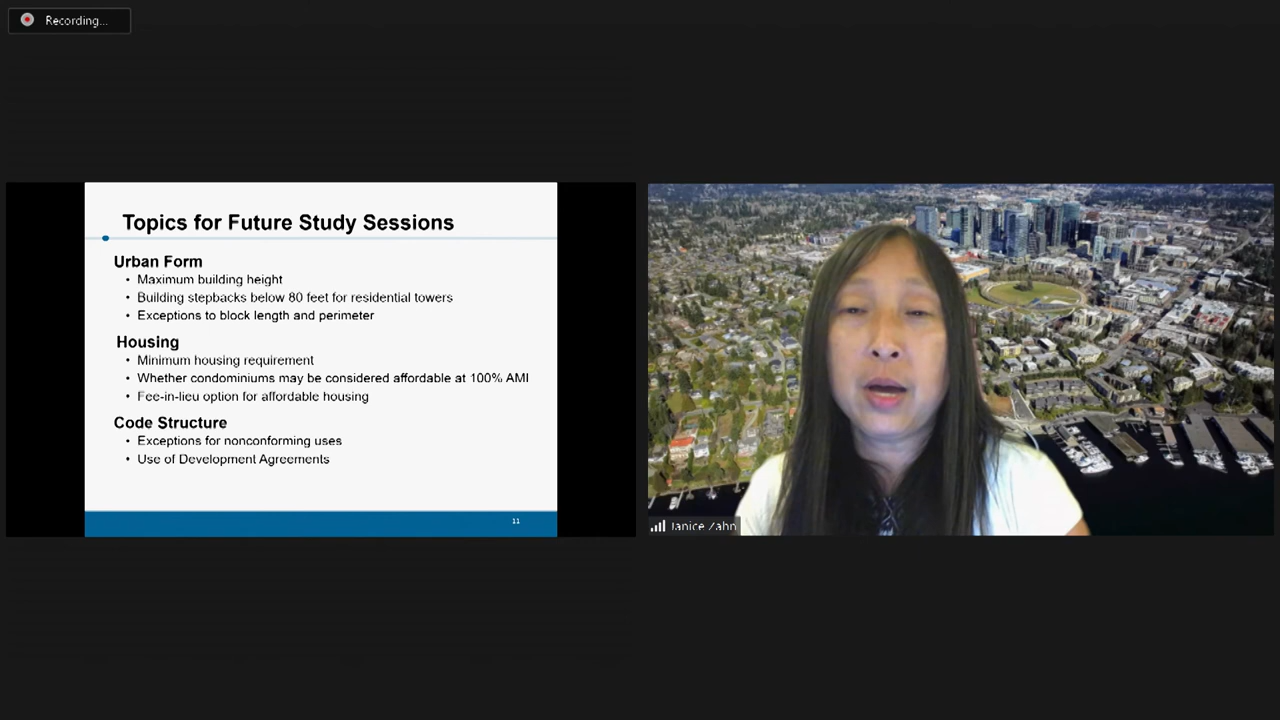 Recording...
Topics for Future Study Sessions
Urban Form
• Maximum building height
• Building stepbacks below 80 feet for residential towers
• Exceptions to block length and perimeter
Housing
• Minimum housing requirement
• Whether condominiums may be considered affordable at 100% AMI
• Fee-in-lieu option for affordable housing
Code Structure
• Exceptions for nonconforming uses
• Use of Development Agreements
11
Janice Zahn